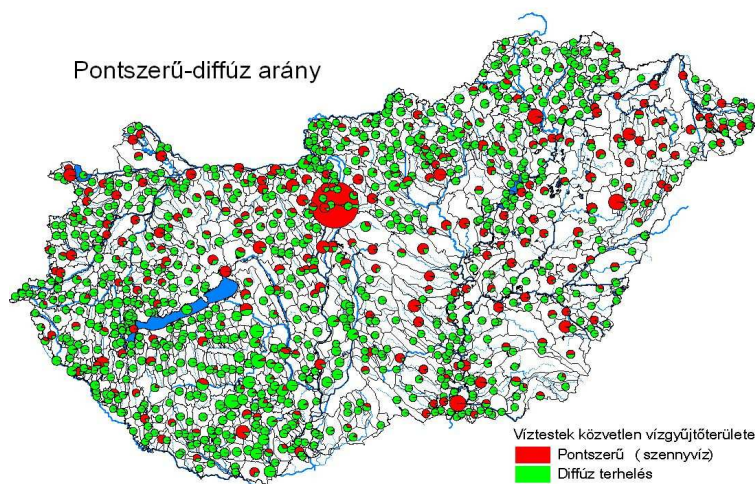 Pontszerű-diffúz arány
Víztestek közvetlen vízgyűjtőterülete
Pontszerű ( szennyvíz)
Diffúz terhelés